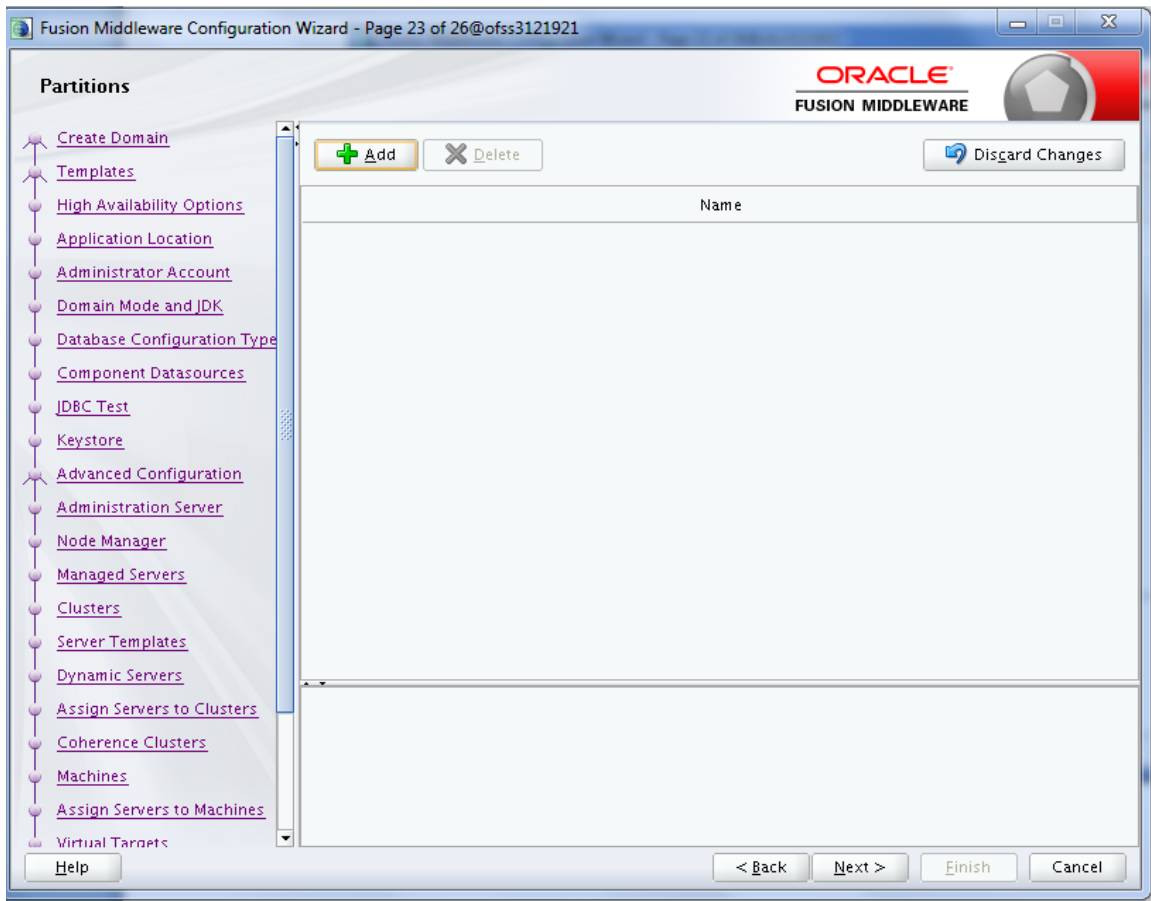 Fusion Middleware Configuration Wizard - Page 23 of 26@ofss3121921
Partitions
ORACLE
FUSION MIDDLEWARE
Create Domain
Templates
High Availability Options
Application Location
Administrator Account
Domain Mode and JDK
Database Configuration Type
Component Datasources
JDBC Test
Keystore
Advanced Configuration
Administration Server
Node Manager
Managed Servers
Clusters
Server Templates
Dynamic Servers
Assign Servers to Clusters
Coherence Clusters
Machines
Assign Servers to Machines
Virtual Targets
Add Delete Discard Changes
Name
Help < Back Next > Finish Cancel